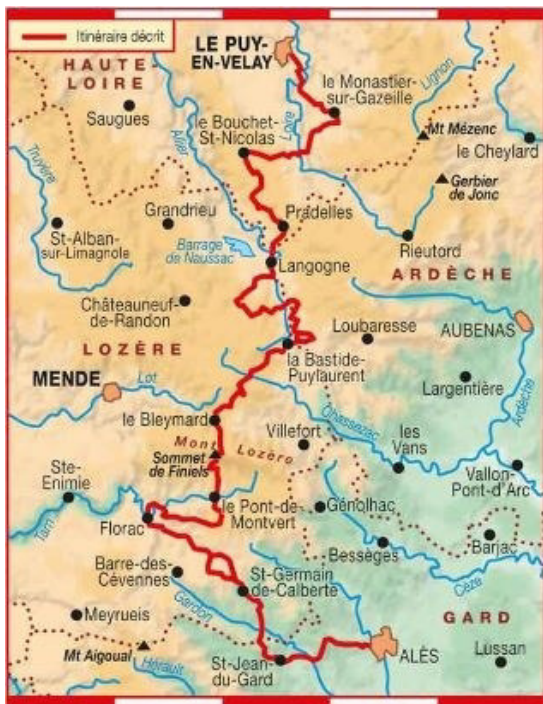 Itinéraire décrit
LE PUY-
EN-VELAY
HAUTE
LOIRE
le Monastier-
sur-Gazeille
Lignon
Saugues
le Bouchet-
St-Nicolas
Loire
Allier
Mt Mézenc
le Cheylard
Truyère
Gerbier
de Jonc
Grandrieu
Pradelles
St-Alban-
sur-Limagnole
Barrage
de Naussac
Rieutord
Langogne
ARDÈCHE
Châteauneuf-
de-Randon
Loubaresse
AUBENAS
LOZÈRE
la Bastide-
Puylaurent
MENDE
Lot
Largentière
Ardèche
le Bleymard
Chassezac
Mont Lozère
Villefort
les
Vans
Sommet
de Finiels
Ste-
Enimie
Vallon-
Pont-d'Arc
le Pont-de-
Montvert
Génolhac
Tarn
Florac
Barjac
Bessèges
Barre-des-
Cévennes
St-Germain
de-Calberte
Cèze
Meyrueis
Gardon
GARD
Mt Aigoual
Hérault
St-Jean-
du-Gard
ALÈS
Lussan